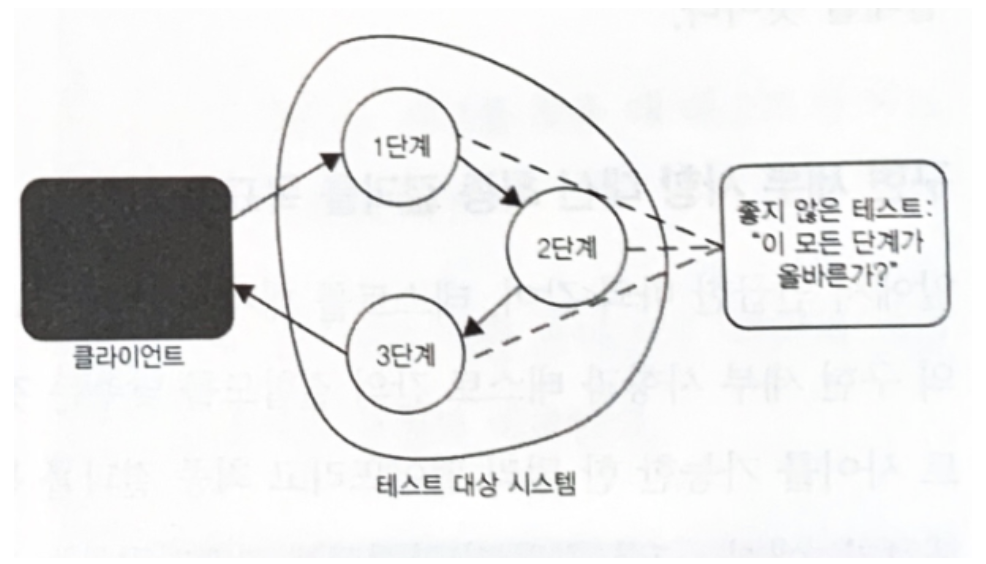 1단계
2단계
3단계
클라이언트
좋지 않은 테스트:
"이 모든 단계가
올바른가?"
테스트 대상 시스템